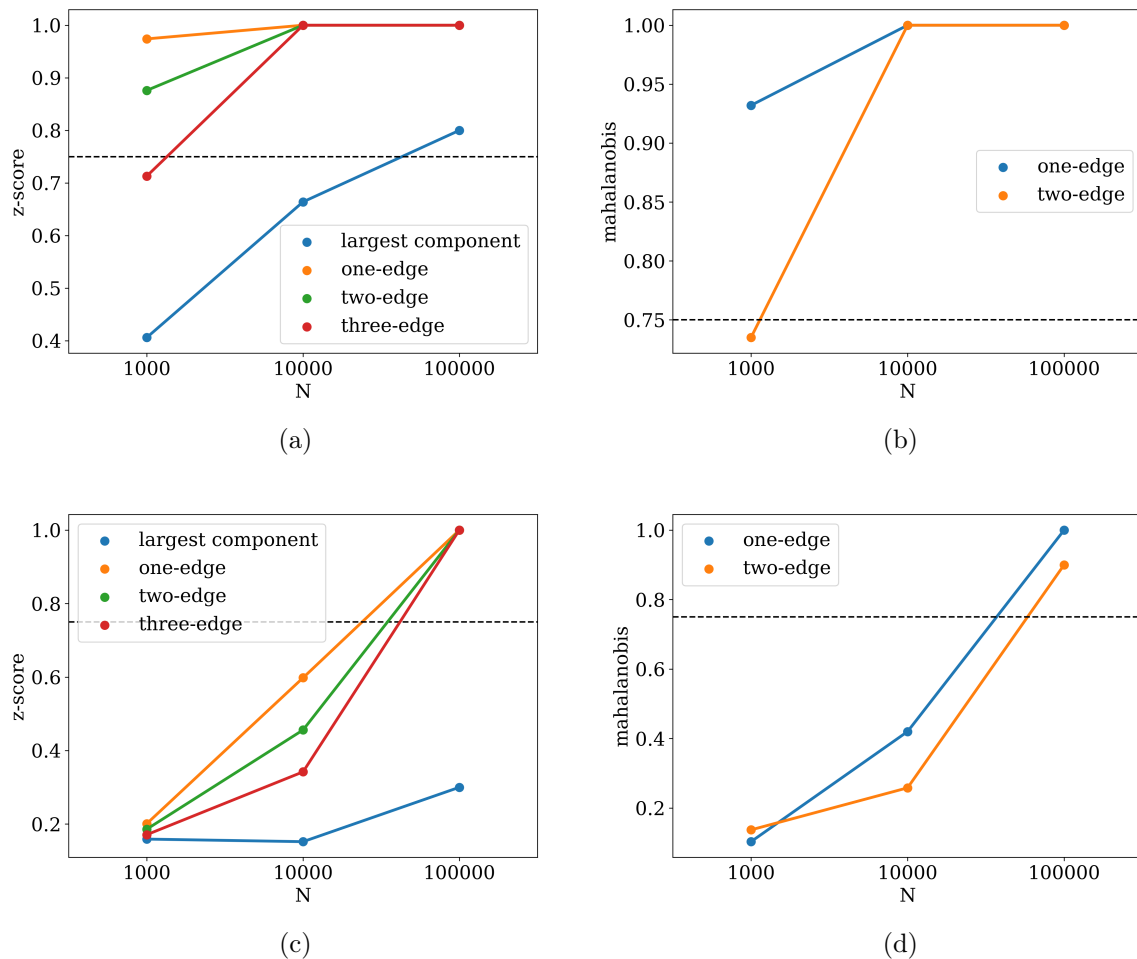 1.0
0.9
0.8
0.7
0.6
0.5
0.4
z-score
largest component
one-edge
two-edge
three-edge
1000 10000 100000
N
(a)
1.00
0.95
0.90
0.85
0.80
0.75
mahalanobis
one-edge
two-edge
1000 10000 100000
N
(b)
1.0
0.8
0.6
0.4
0.2
z-score
largest component
one-edge
two-edge
three-edge
1000 10000 100000
N
(c)
1.0
0.8
0.6
0.4
0.2
mahalanobis
one-edge
two-edge
1000 10000 100000
N
(d)